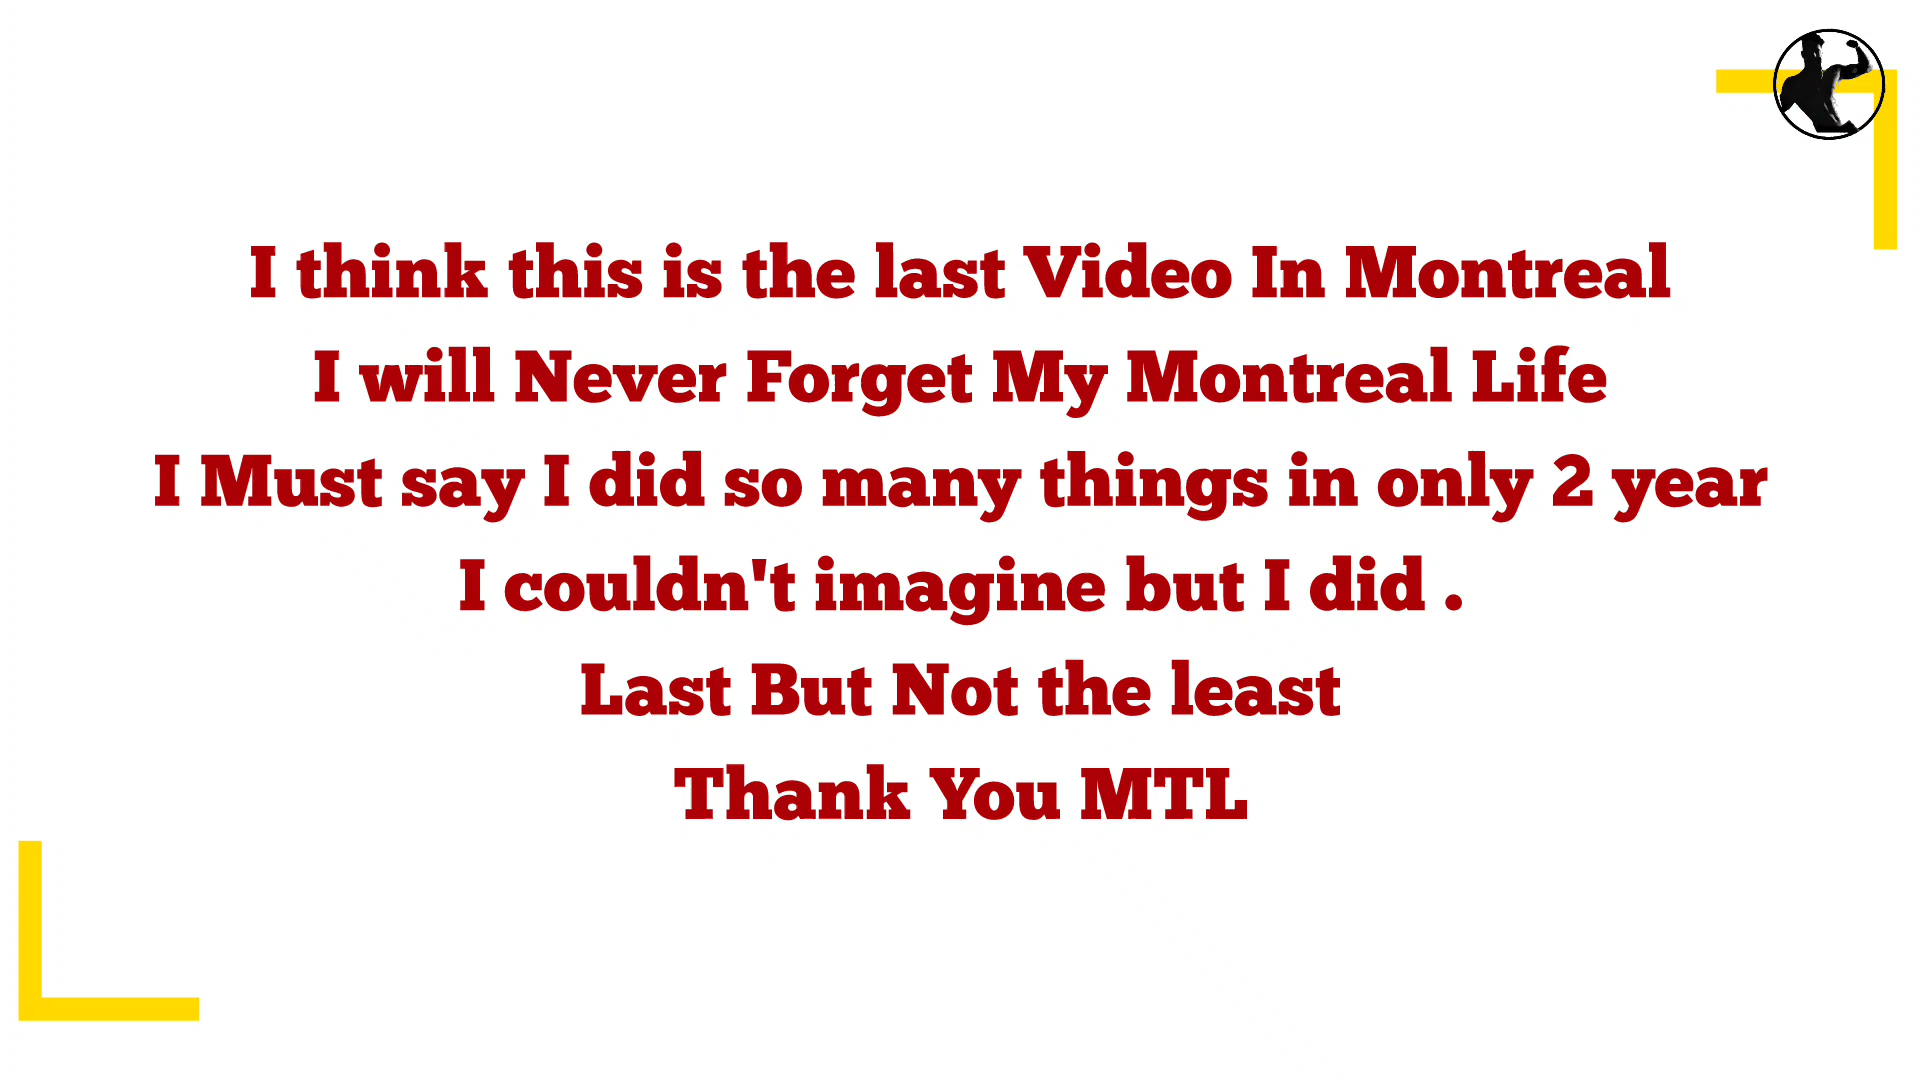 I think this is the last Video In Montreal
I will Never Forget My Montreal Life
I Must say I did so many things in only 2 year
I couldn't imagine but I did .
Last But Not the least
Thank You MTL